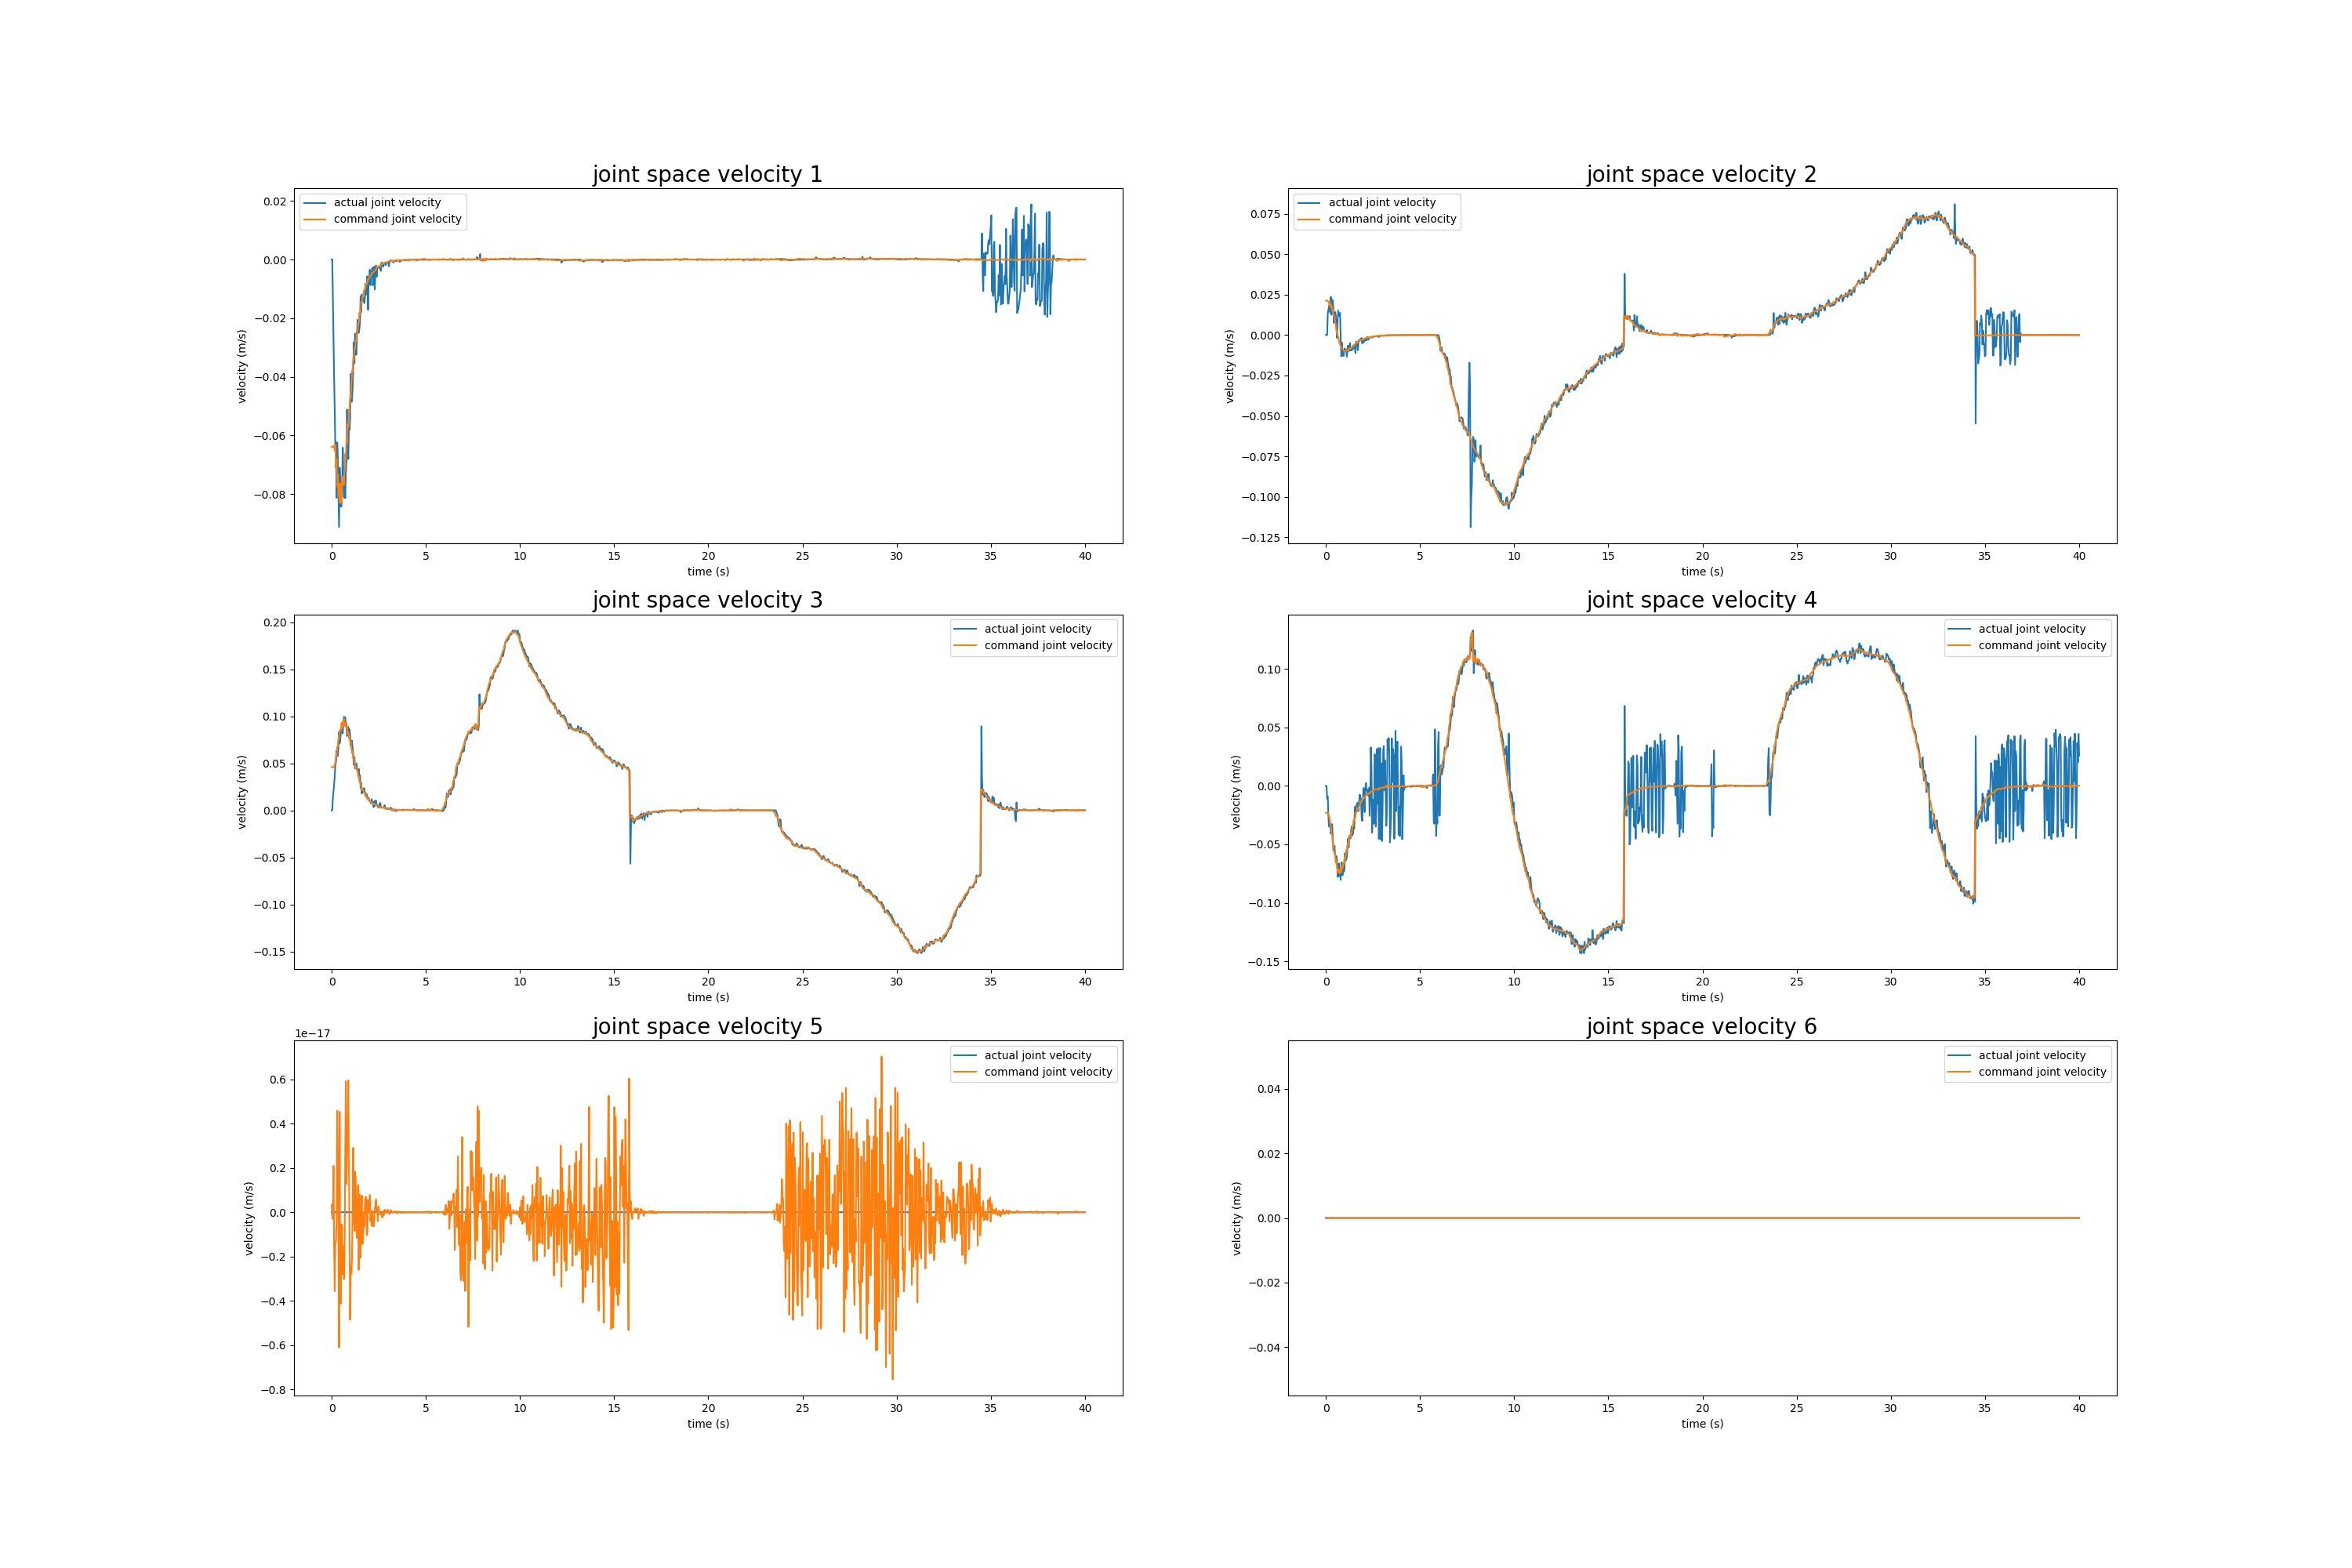 joint space velocity 1
actual joint velocity
command joint velocity
velocity (m/s)
0.02
0.00
−0.02
−0.04
−0.06
−0.08
0 5 10 15 20 25 30 35 40
time (s)
joint space velocity 2
actual joint velocity
command joint velocity
velocity (m/s)
0.075
0.050
0.025
0.000
−0.025
−0.050
−0.075
−0.100
−0.125
0 5 10 15 20 25 30 35 40
time (s)
joint space velocity 3
actual joint velocity
command joint velocity
velocity (m/s)
0.20
0.15
0.10
0.05
0.00
−0.05
−0.10
−0.15
0 5 10 15 20 25 30 35 40
time (s)
joint space velocity 4
actual joint velocity
command joint velocity
velocity (m/s)
0.10
0.05
0.00
−0.05
−0.10
−0.15
0 5 10 15 20 25 30 35 40
time (s)
joint space velocity 5
1e−17
actual joint velocity
command joint velocity
velocity (m/s)
0.6
0.4
0.2
0.0
−0.2
−0.4
−0.6
−0.8
0 5 10 15 20 25 30 35 40
time (s)
joint space velocity 6
actual joint velocity
command joint velocity
velocity (m/s)
0.04
0.02
0.00
−0.02
−0.04
0 5 10 15 20 25 30 35 40
time (s)